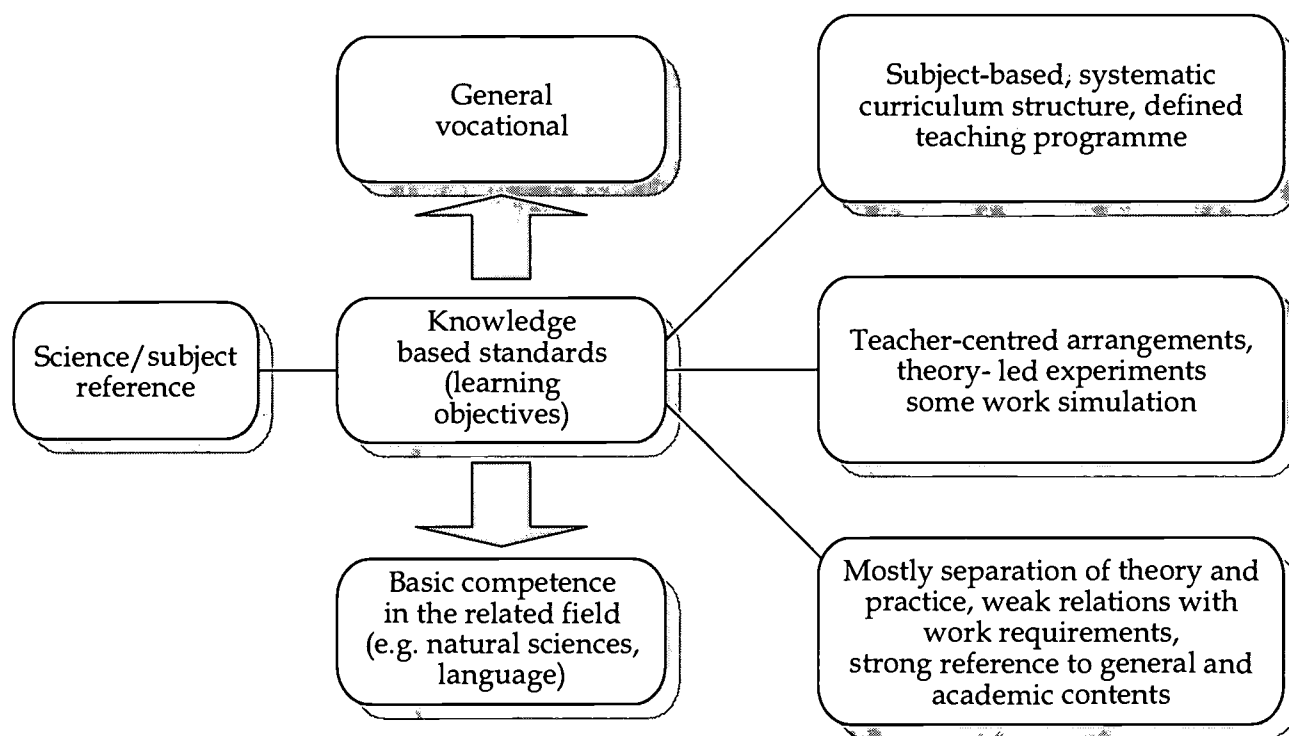 General
vocational
Subject-based, systematic
curriculum structure, defined
teaching programme
Science/subject
reference
Knowledge
based standards
(learning
objectives)
Teacher-centred arrangements,
theory- led experiments
some work simulation
Basic competence
in the related field
(e.g. natural sciences,
language)
Mostly separation of theory and
practice, weak relations with
work requirements,
strong reference to general and
academic contents